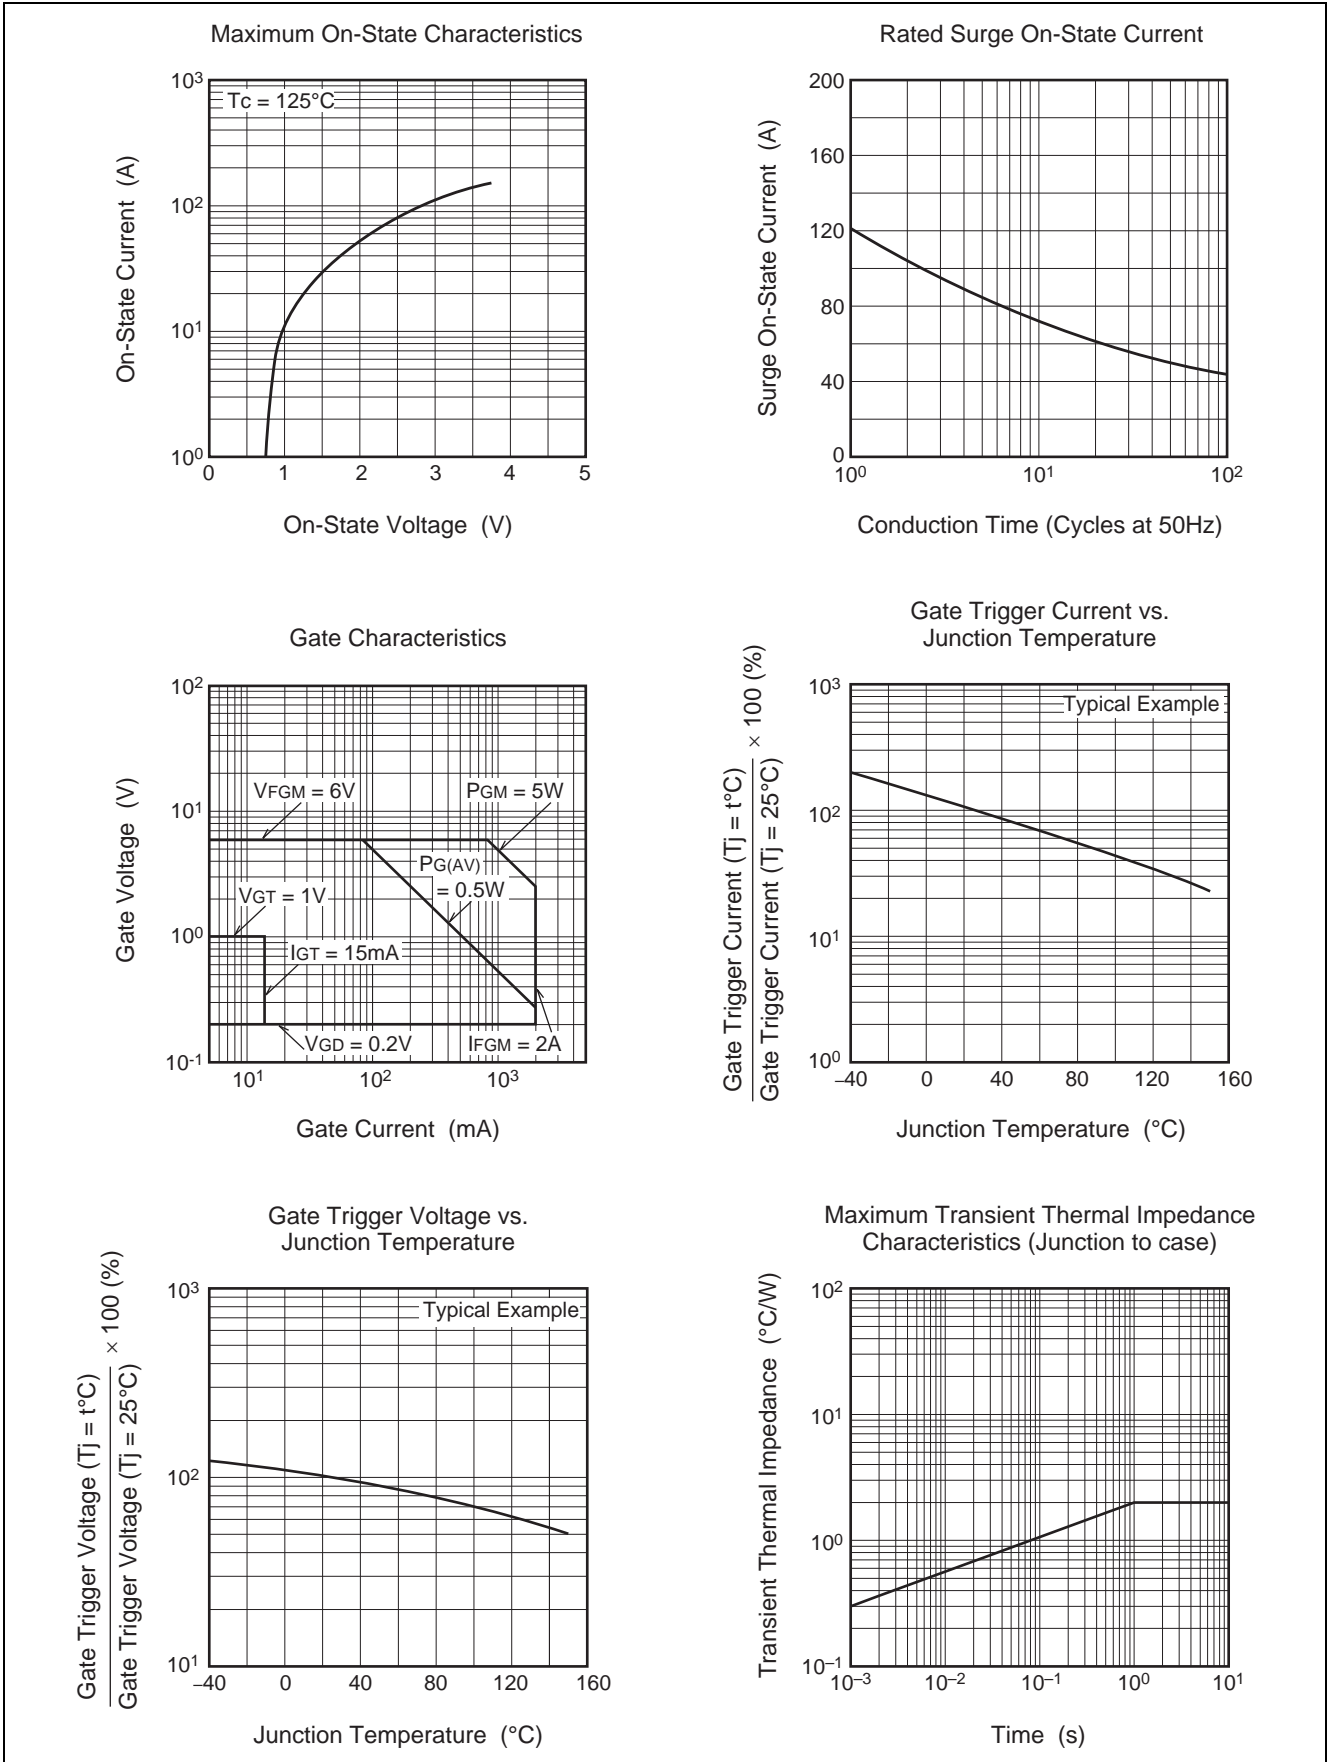 Maximum On-State Characteristics
10³
Tc = 125°C
10²
10¹
10⁰
On-State Current (A)
0 1 2 3 4 5
On-State Voltage (V)
Rated Surge On-State Current
200
160
120
80
40
0
Surge On-State Current (A)
10⁰ 10¹ 10²
Conduction Time (Cycles at 50Hz)
Gate Characteristics
10²
10¹
10⁰
10-1
Gate Voltage (V)
VFGM = 6V
PGM = 5W
PG(AV)
= 0.5W
VGT = 1V
IGT = 15mA
VGD = 0.2V
IFGM = 2A
10¹ 10² 10³
Gate Current (mA)
Gate Trigger Current vs.
Junction Temperature
Gate Trigger Current (Tj = t°C)
Gate Trigger Current (Tj = 25°C)
× 100 (%)
10³
Typical Example
10²
10¹
10⁰
–40 0 40 80 120 160
Junction Temperature (°C)
Gate Trigger Voltage vs.
Junction Temperature
Gate Trigger Voltage (Tj = t°C)
Gate Trigger Voltage (Tj = 25°C)
× 100 (%)
10³
Typical Example
10²
10¹
–40 0 40 80 120 160
Junction Temperature (°C)
Maximum Transient Thermal Impedance
Characteristics (Junction to case)
Transient Thermal Impedance (°C/W)
10²
10¹
10⁰
10–1
10–3 10–2 10–1 10⁰ 10¹
Time (s)